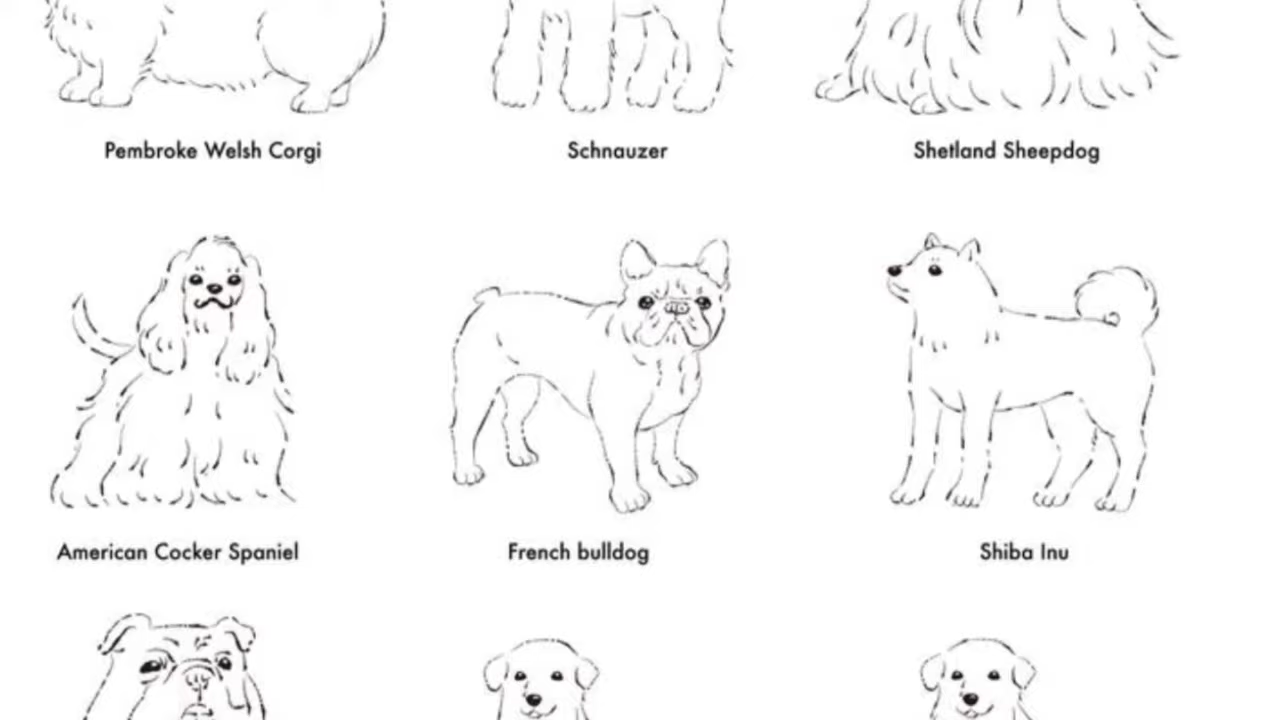 Pembroke Welsh Corgi
Schnauzer
Shetland Sheepdog
American Cocker Spaniel
French bulldog
Shiba Inu